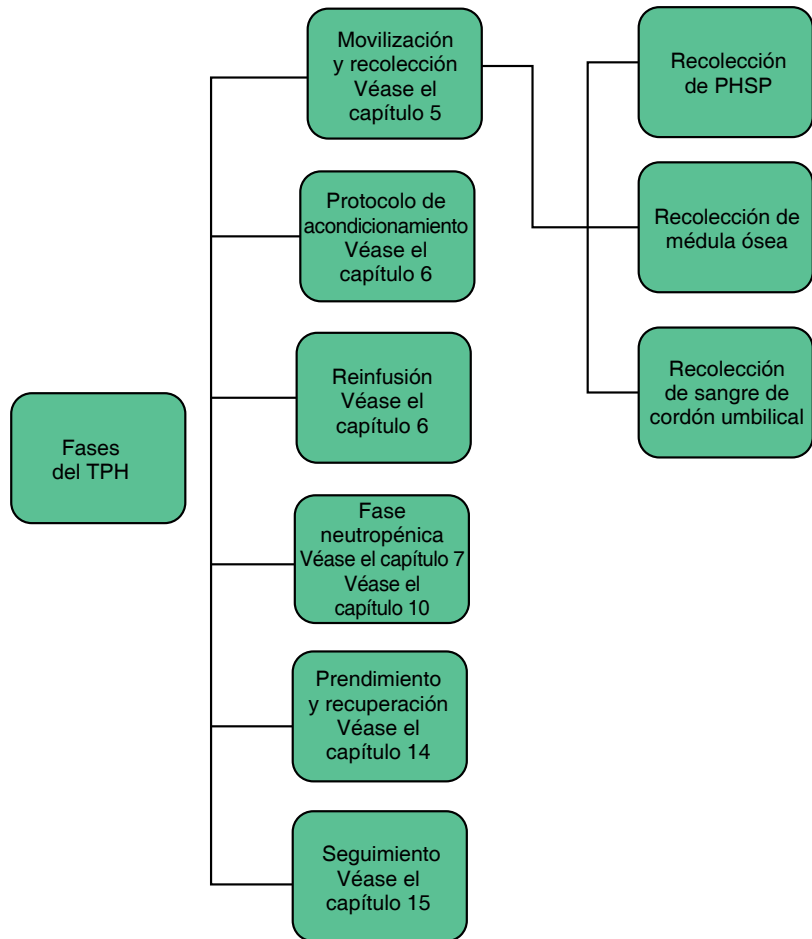 Fases
del TPH
Movilización
y recolección
Véase el
capítulo 5
Protocolo de
acondicionamiento
Véase el
capítulo 6
Reinfusión
Véase el
capítulo 6
Fase
neutropénica
Véase el capítulo 7
Véase el
capítulo 10
Prendimiento
y recuperación
Véase el
capítulo 14
Seguimiento
Véase el
capítulo 15
Recolección
de PHSP
Recolección de
médula ósea
Recolección
de sangre de
cordón umbilical